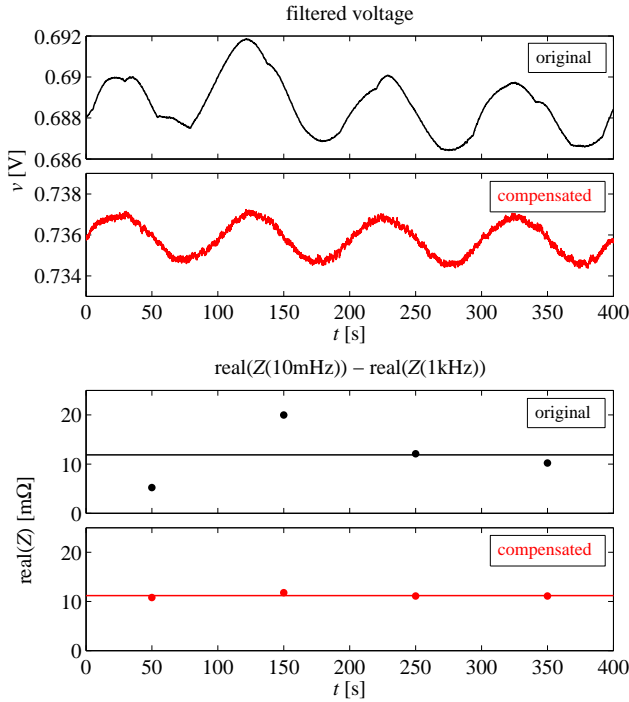 filtered voltage
0.692
0.69
0.688
0.686
original
v [V]
0.738
0.736
0.734
compensated
0 50 100 150 200 250 300 350 400
t [s]
real(Z(10mHz)) – real(Z(1kHz))
20
10
0
original
real(Z) [mΩ]
20
10
0
compensated
0 50 100 150 200 250 300 350 400
t [s]